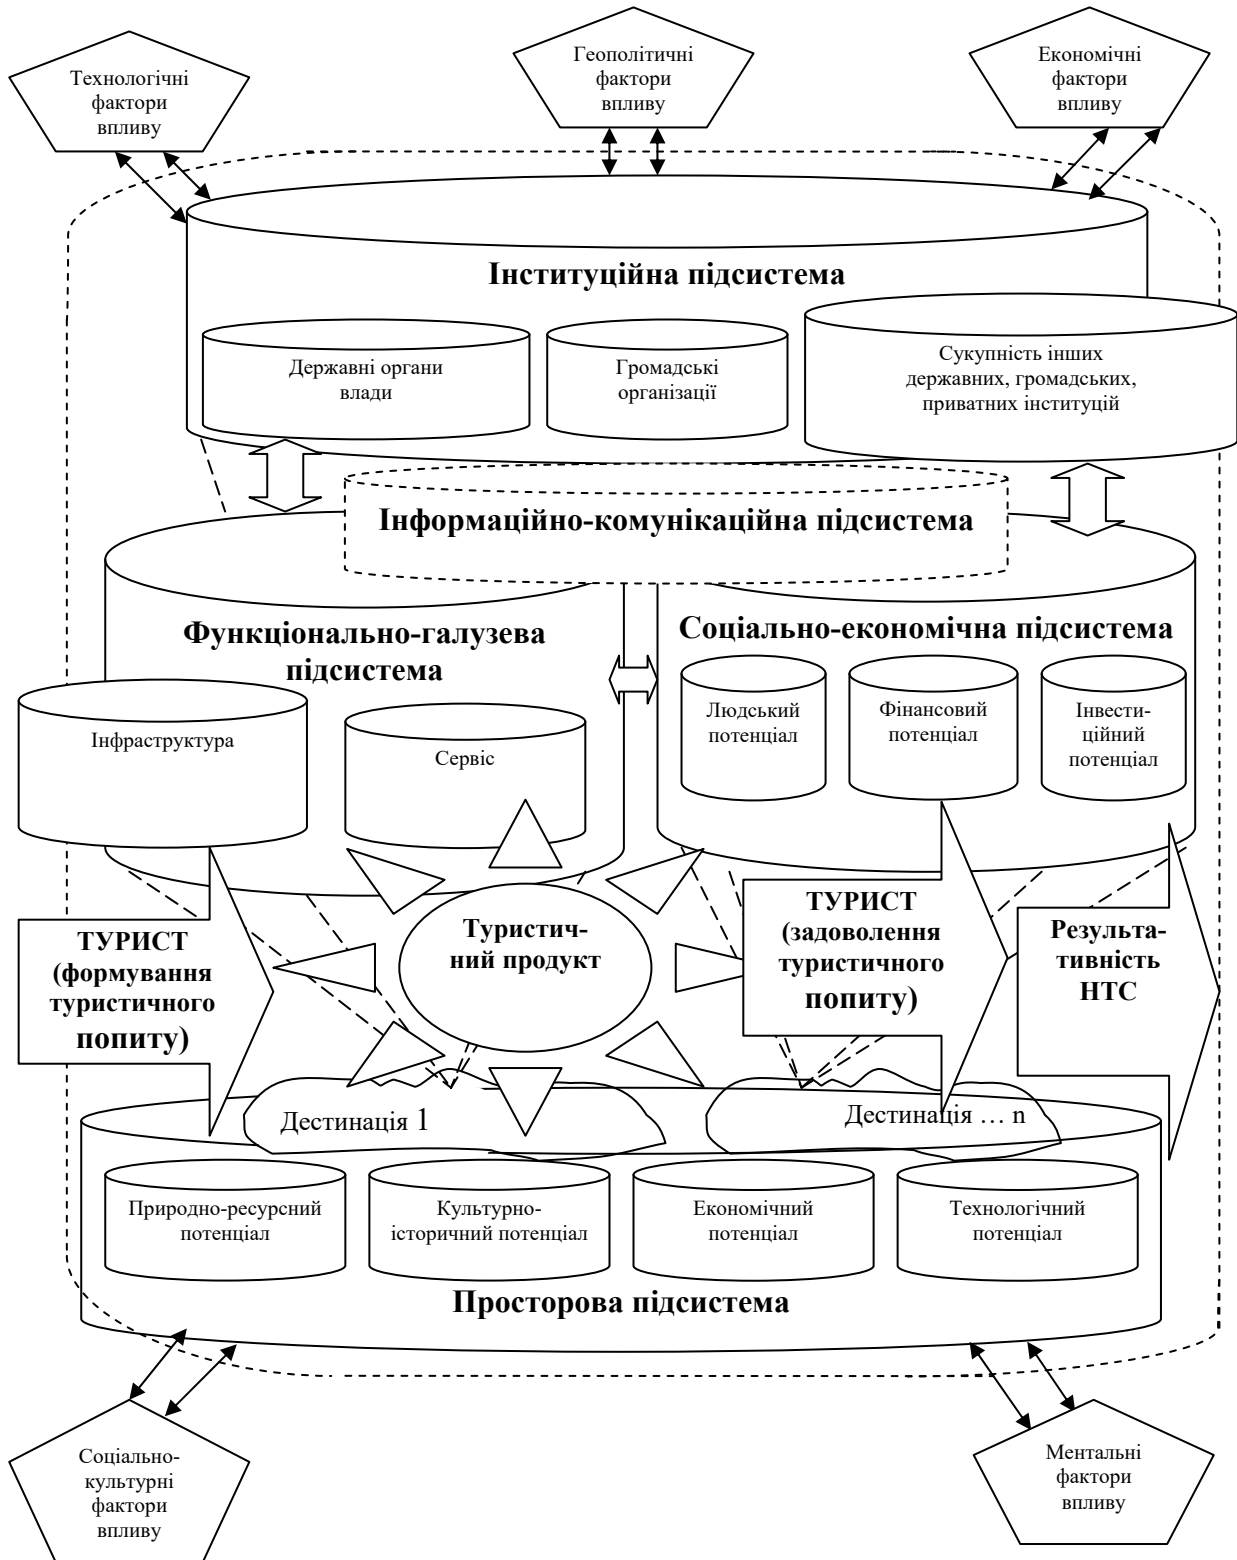 Технологічні
фактори
впливу
Геополітичні
фактори
впливу
Економічні
фактори
впливу
Інституційна підсистема
Державні органи
влади
Громадські
організації
Сукупність інших
державних, громадських,
приватних інституцій
Інформаційно-комунікаційна підсистема
Функціонально-галузева
підсистема
Соціально-економічна підсистема
Інфраструктура
Сервіс
Людський
потенціал
Фінансовий
потенціал
Інвести-
ційний
потенціал
ТУРИСТ
(формування
туристичного
попиту)
Туристич-
ний продукт
ТУРИСТ
(задоволення
туристичного
попиту)
Результа-
тивність
НТС
Дестинація 1
Дестинація … n
Природно-ресурсний
потенціал
Культурно-
історичний потенціал
Економічний
потенціал
Технологічний
потенціал
Просторова підсистема
Соціально-
культурні
фактори
впливу
Ментальні
фактори
впливу